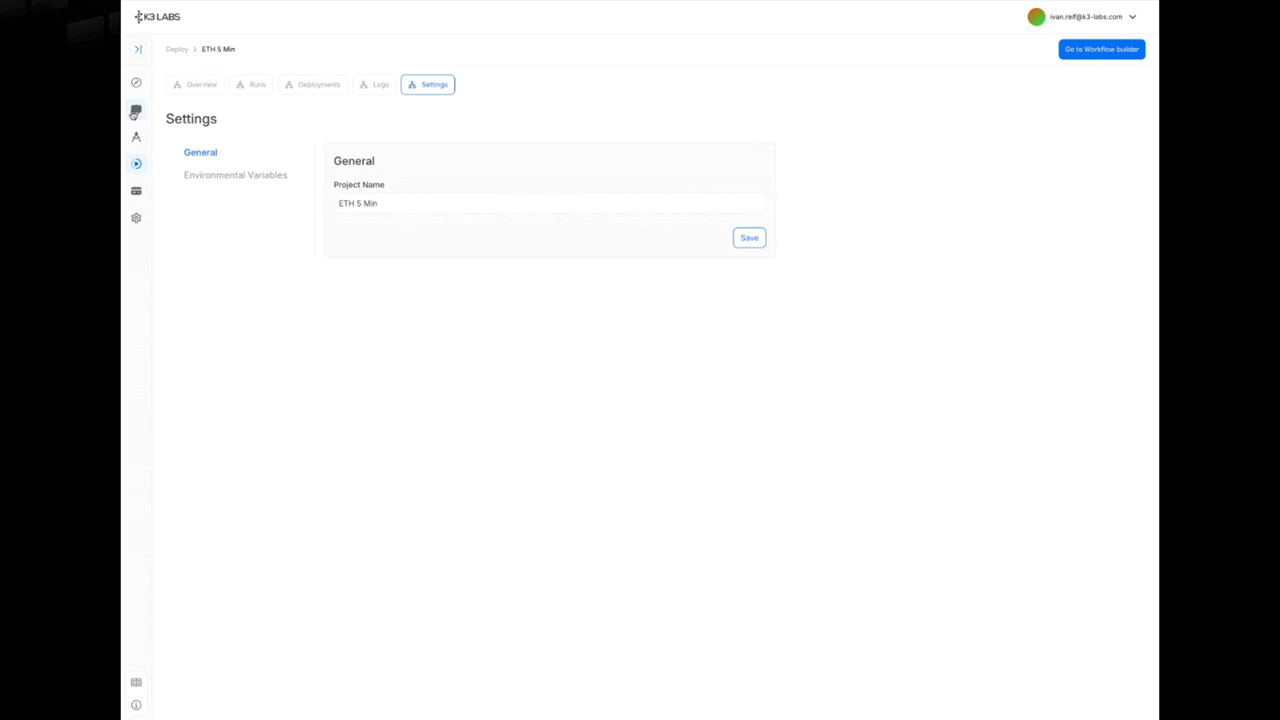 K3 LABS
ivan.reif@k3-labs.com
Deploy > ETH 5 Min
Go to Workflow builder
Overview
Runs
Deployments
Logs
Settings
Settings
General
Environmental Variables
General
Project Name
ETH 5 Min
Save